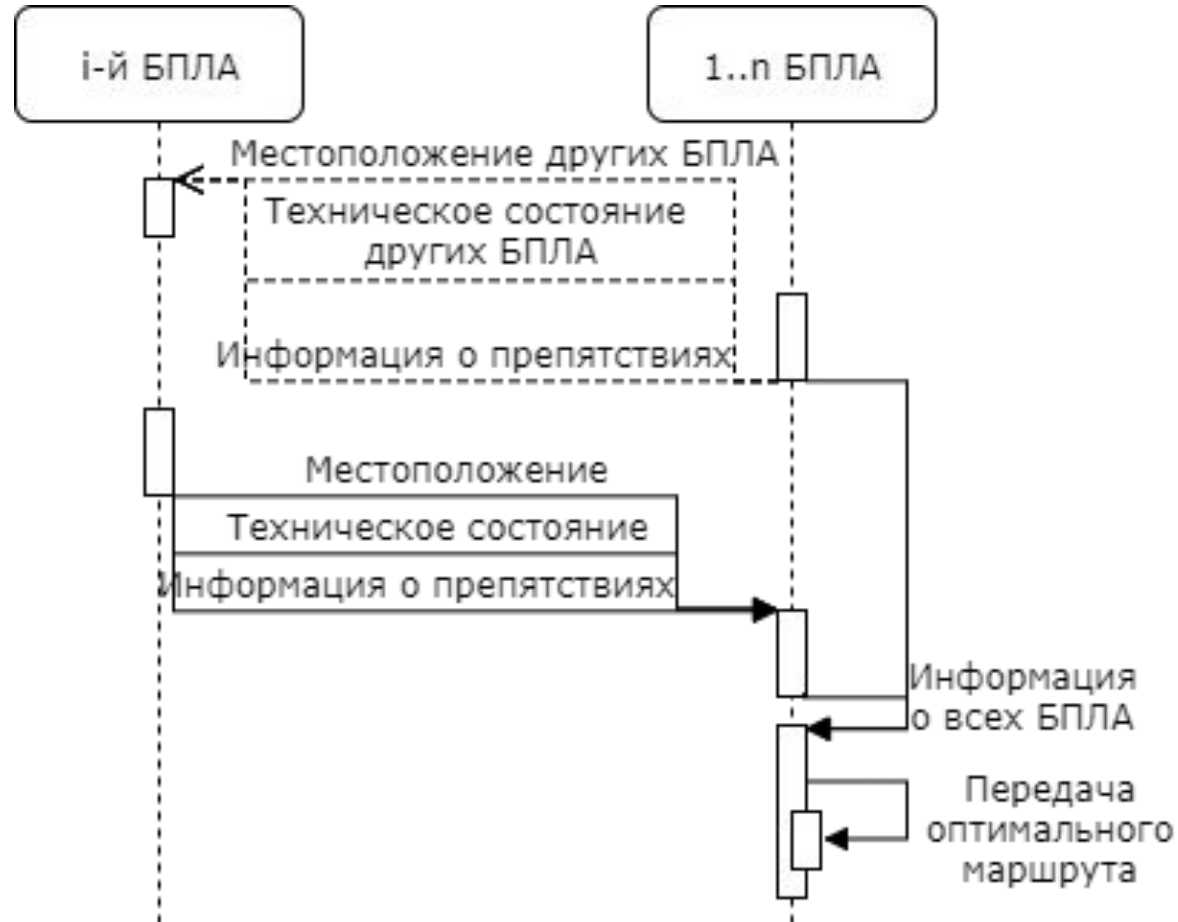 i-й БПЛА
1..n БПЛА
Местоположение других БПЛА
Техническое состояние
других БПЛА
Информация о препятствиях
Местоположение
Техническое состояние
Информация о препятствиях
Информация
о всех БПЛА
Передача
оптимального
маршрута